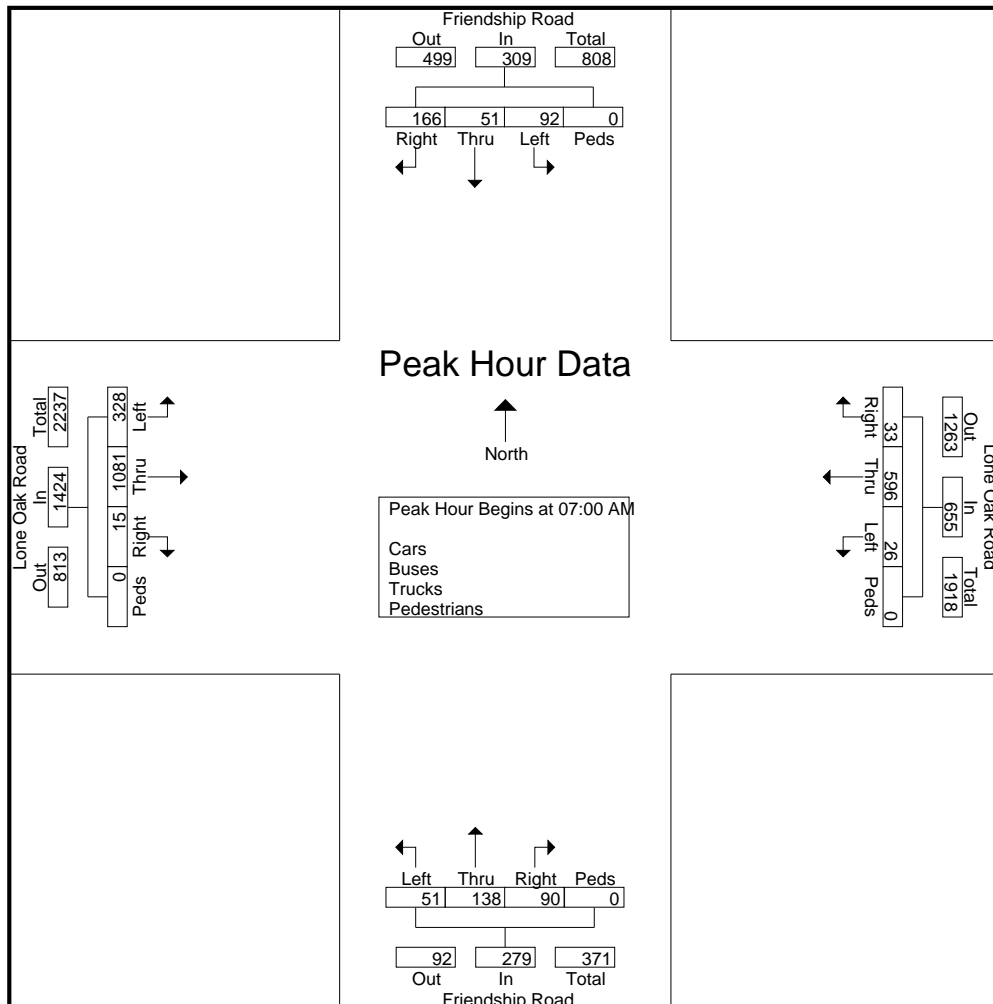 Friendship Road
Out In Total
499 309 808
166 51 92 0
Right Thru Left Peds
Peak Hour Data
North
Peak Hour Begins at 07:00 AM
Cars
Buses
Trucks
Pedestrians
Lone Oak Road
Out In Total
813 1424 2237
Left Thru Right Peds
328 1081 15 0
Lone Oak Road
Out In Total
1263 655 1918
Right Thru Left Peds
33 596 26 0
Left Thru Right Peds
51 138 90 0
92 279 371
Out In Total
Friendship Road